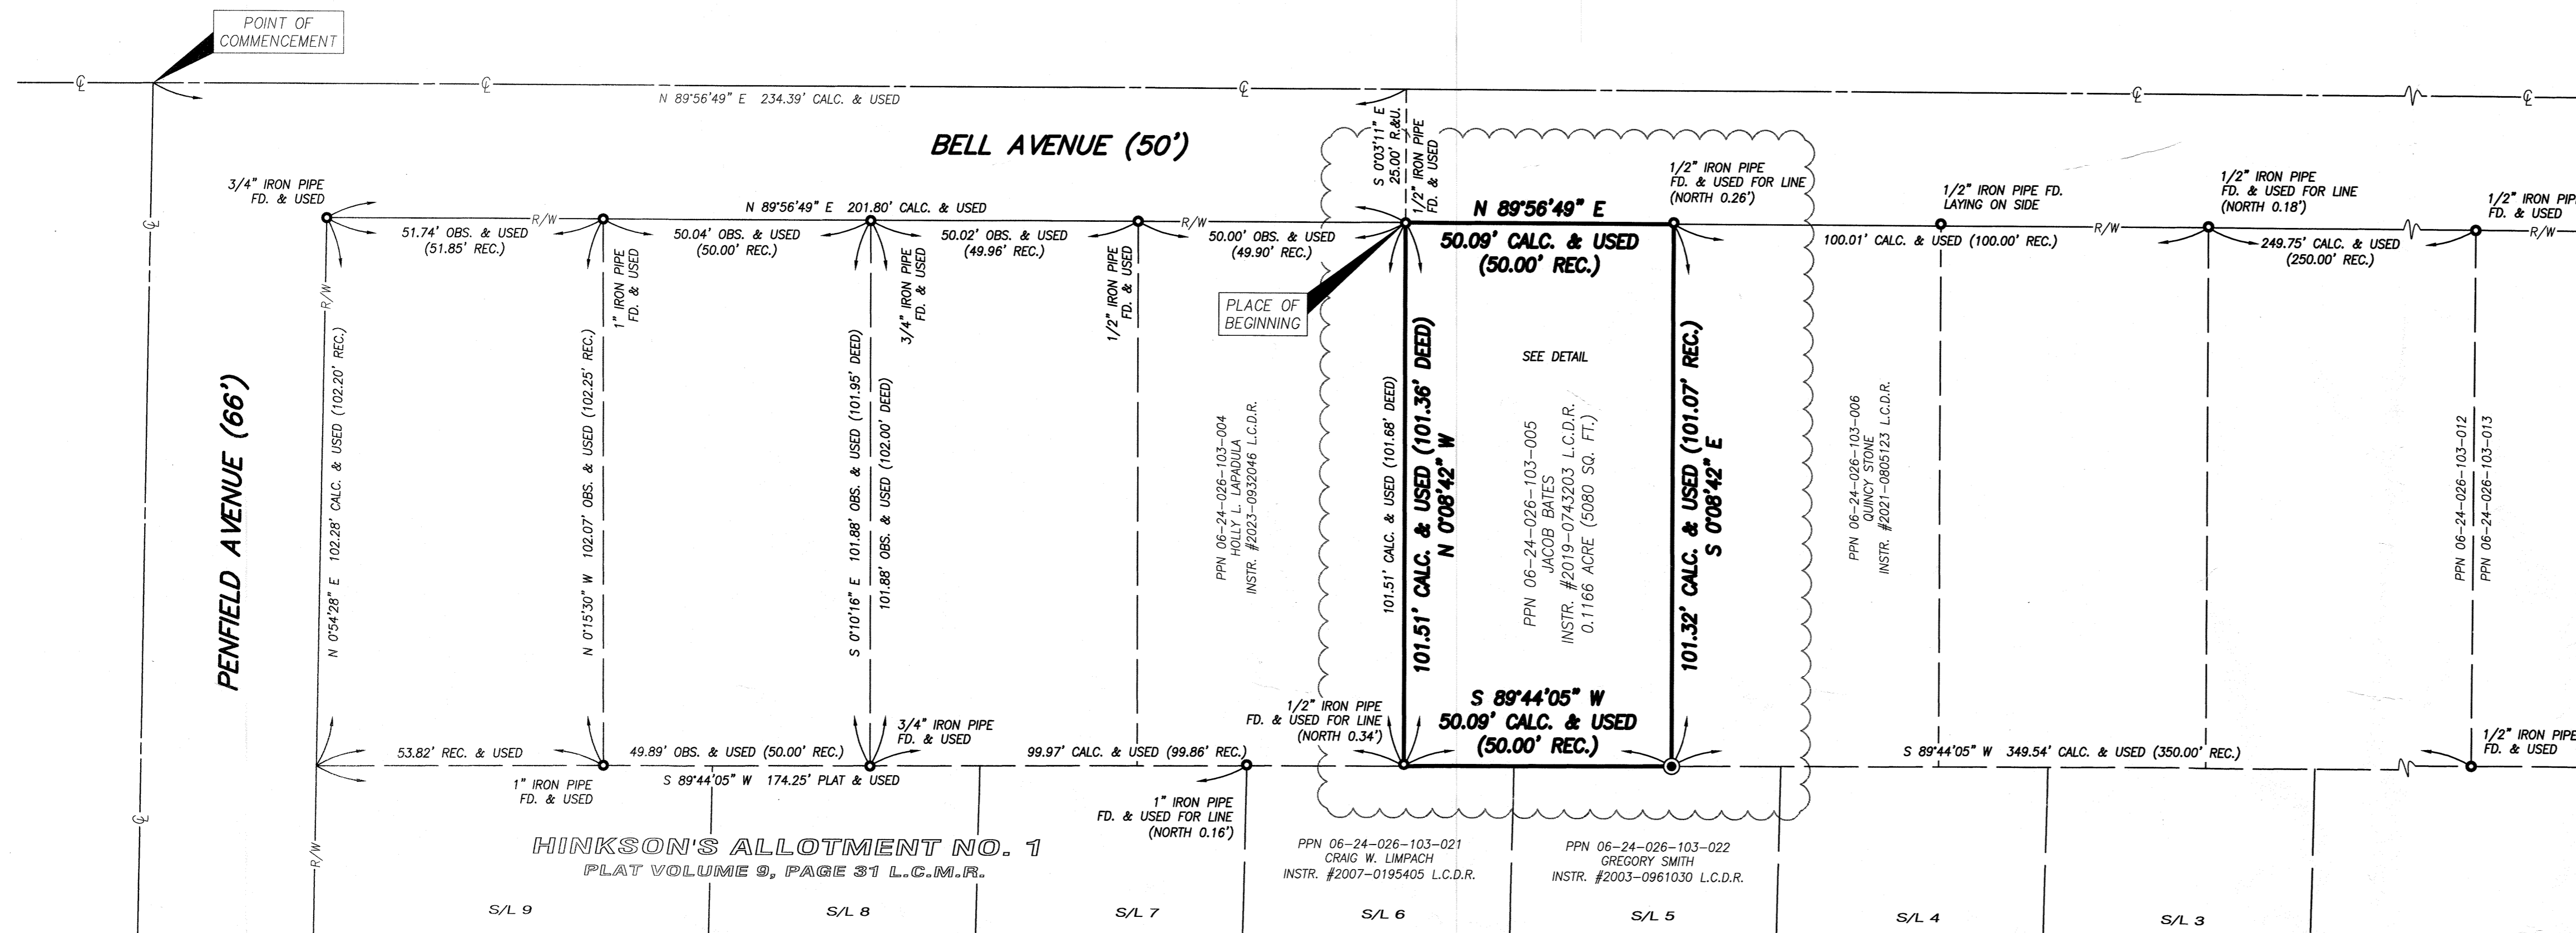 POINT OF
COMMENCEMENT
℄
℄
℄
℄
℄
N 89°56'49" E 234.39' CALC. & USED
BELL AVENUE (50')
S 0°03'11" E
25.00' R.&U.
1/2" IRON PIPE
FD. & USED
3/4" IRON PIPE
FD. & USED
1/2" IRON PIPE
FD. & USED FOR LINE
(NORTH 0.26')
1/2" IRON PIPE FD.
LAYING ON SIDE
1/2" IRON PIPE
FD. & USED FOR LINE
(NORTH 0.18')
FD. & USED
℄
R/W
N 89°56'49" E 201.80' CALC. & USED
R/W
N 89°56'49" E
R/W
R/W
51.74' OBS. & USED
(51.85' REC.)
50.04' OBS. & USED
(50.00' REC.)
50.02' OBS. & USED
(49.96' REC.)
50.00' OBS. & USED
(49.90' REC.)
50.09' CALC. & USED
(50.00' REC.)
100.01' CALC. & USED (100.00' REC.)
249.75' CALC. & USED
(250.00' REC.)
R/W
1" IRON PIPE
FD. & USED
3/4" IRON PIPE
FD. & USED
1/2" IRON PIPE
FD. & USED
PLACE OF
BEGINNING
SEE DETAIL
PENFIELD AVENUE (66')
N 0°54'28" E 102.28' CALC. & USED (102.20' REC.)
N 0°15'30" W 102.07' OBS. & USED (102.25' REC.)
S 0°10'16" E 101.88' OBS. & USED (101.95' DEED)
101.88' OBS. & USED (102.00' DEED)
PPN 06-24-026-103-004
HOLLY L. LAPADULA
INSTR. #2023-0932046 L.C.D.R.
101.51' CALC. & USED (101.68' DEED)
101.51' CALC. & USED (101.36' DEED)
N 0°08'42" W
PPN 06-24-026-103-005
JACOB BATES
INSTR. #2019-0743203 L.C.D.R.
0.1166 ACRE (5080 SQ. FT.)
101.32' CALC. & USED (101.07' REC.)
S 0°08'42" E
PPN 06-24-026-103-006
QUINCY STONE
INSTR. #2021-0805123 L.C.D.R.
PPN 06-24-026-103-012
PPN 06-24-026-103-013
S 89°44'05" W
50.09' CALC. & USED
(50.00' REC.)
1/2" IRON PIPE
FD. & USED FOR LINE
(NORTH 0.34')
3/4" IRON PIPE
FD. & USED
53.82' REC. & USED
49.89' OBS. & USED (50.00' REC.)
99.97' CALC. & USED (99.86' REC.)
S 89°44'05" W 349.54' CALC. & USED (350.00' REC.)
1/2" IRON PIPE
FD. & USED
1" IRON PIPE
FD. & USED
S 89°44'05" W 174.25' PLAT & USED
1" IRON PIPE
FD. & USED FOR LINE
(NORTH 0.16')
℄
R/W
HINKSON'S ALLOTMENT NO. 1
PLAT VOLUME 9, PAGE 31 L.C.M.R.
PPN 06-24-026-103-021
CRAIG W. LIMPACH
INSTR. #2007-0195405 L.C.D.R.
PPN 06-24-026-103-022
GREGORY SMITH
INSTR. #2003-0961030 L.C.D.R.
S/L 9
S/L 8
S/L 7
S/L 6
S/L 5
S/L 4
S/L 3